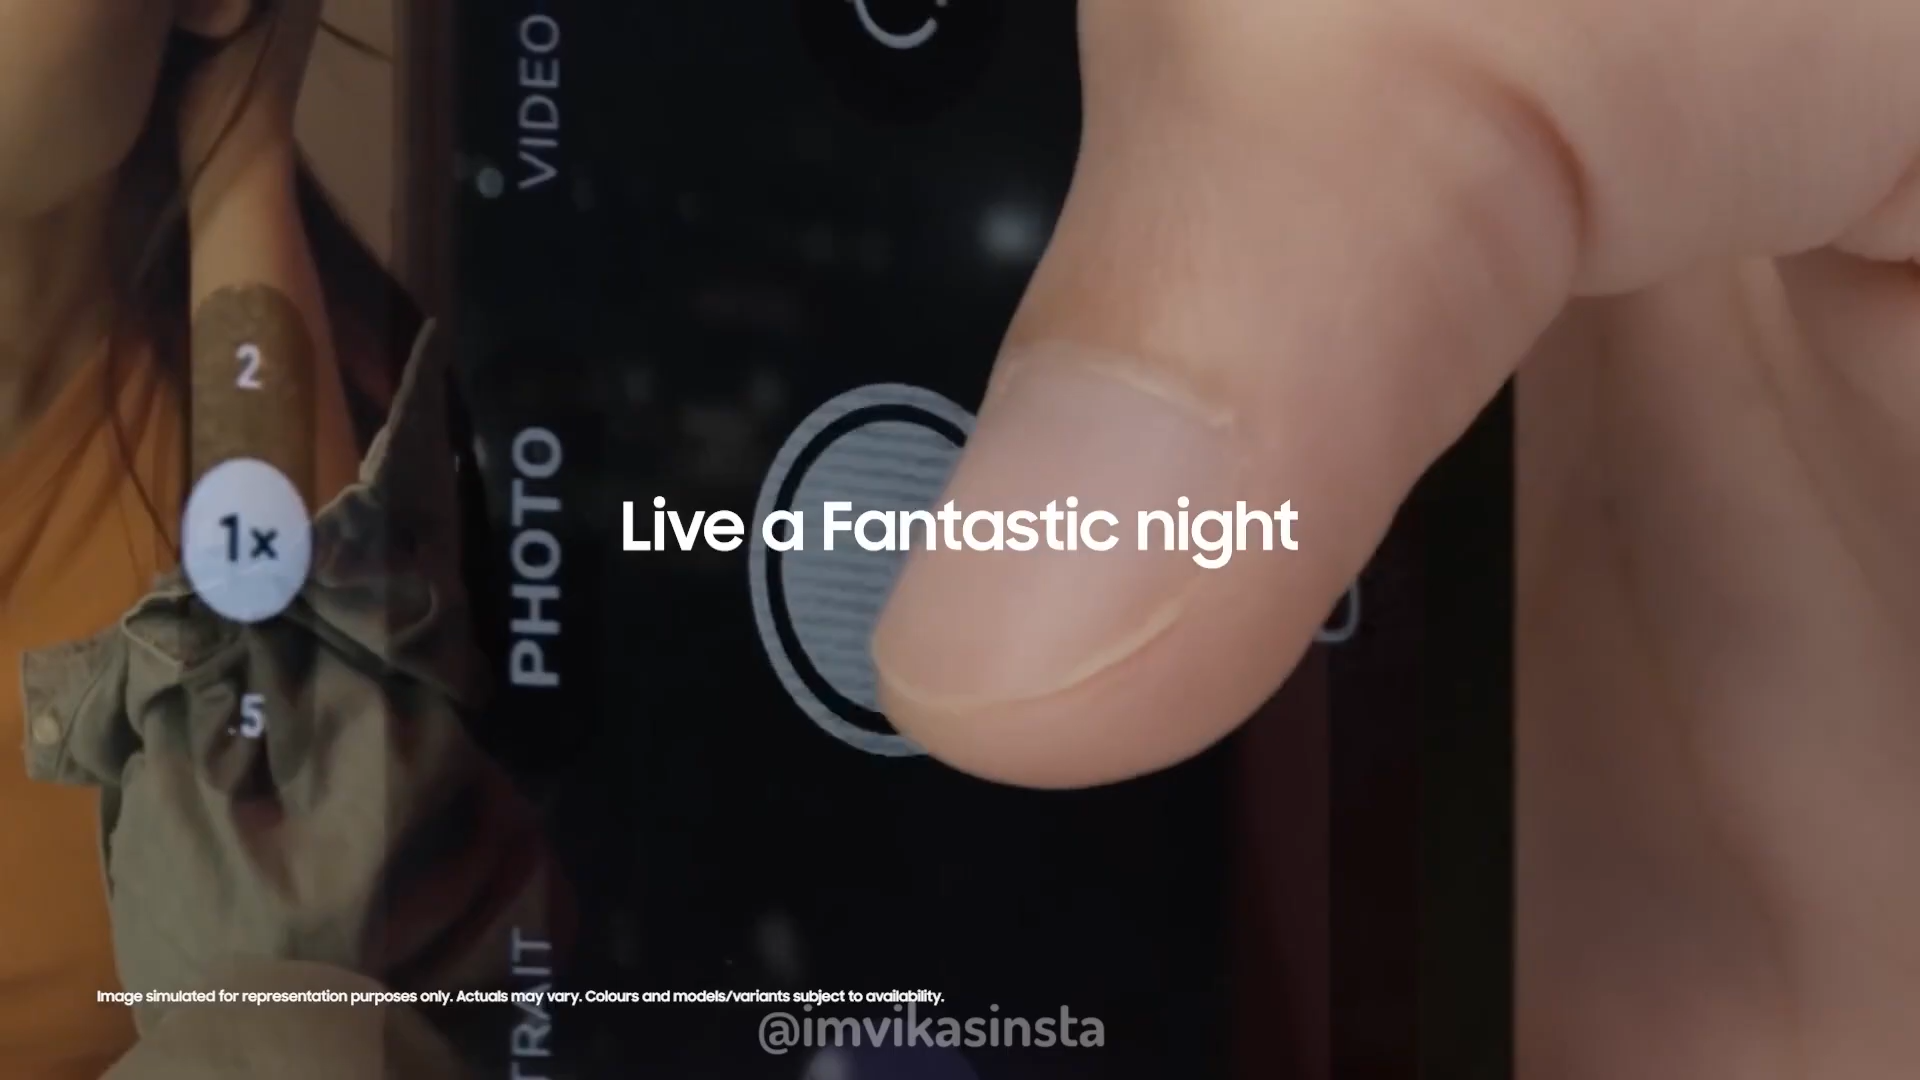 VIDEO
2
1x
.5
PHOTO
Live a Fantastic night
TRAIT
Image simulated for representation purposes only. Actuals may vary. Colours and models/variants subject to availability.
@imvikasinsta